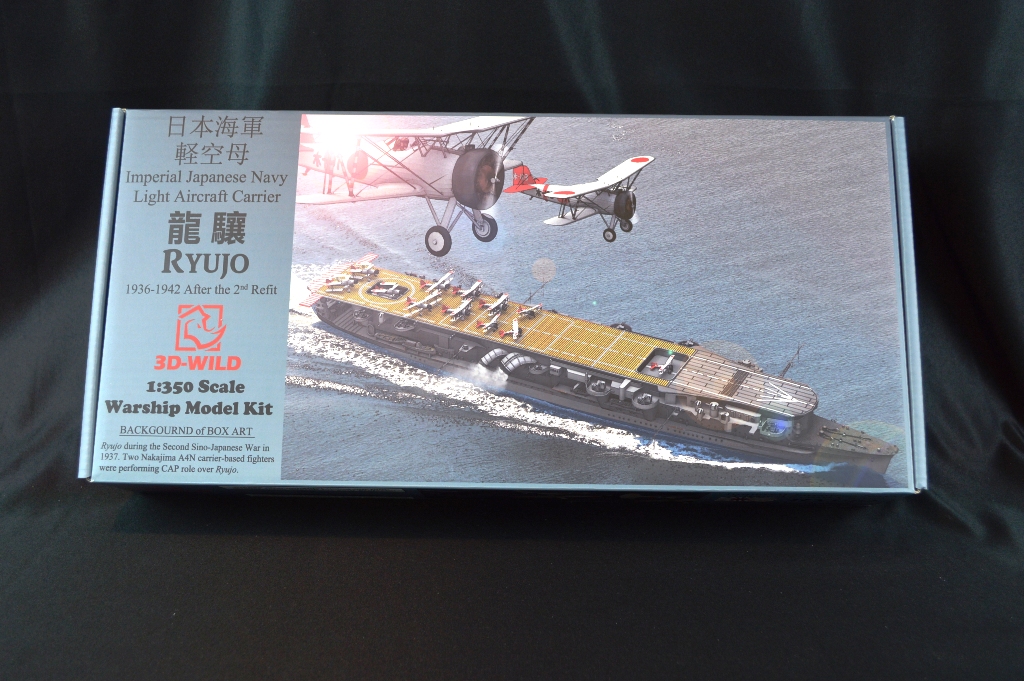 日本海軍
軽空母
Imperial Japanese Navy
Light Aircraft Carrier
龍驤
RYUJO
1936-1942 After the 2nd Refit
3D-WILD
1:350 Scale
Warship Model Kit
BACKGOURND of BOX ART
Ryujo during the Second Sino-Japanese War in
1937. Two Nakajima A4N carrier-based fighters
were performing CAP role over Ryujo.